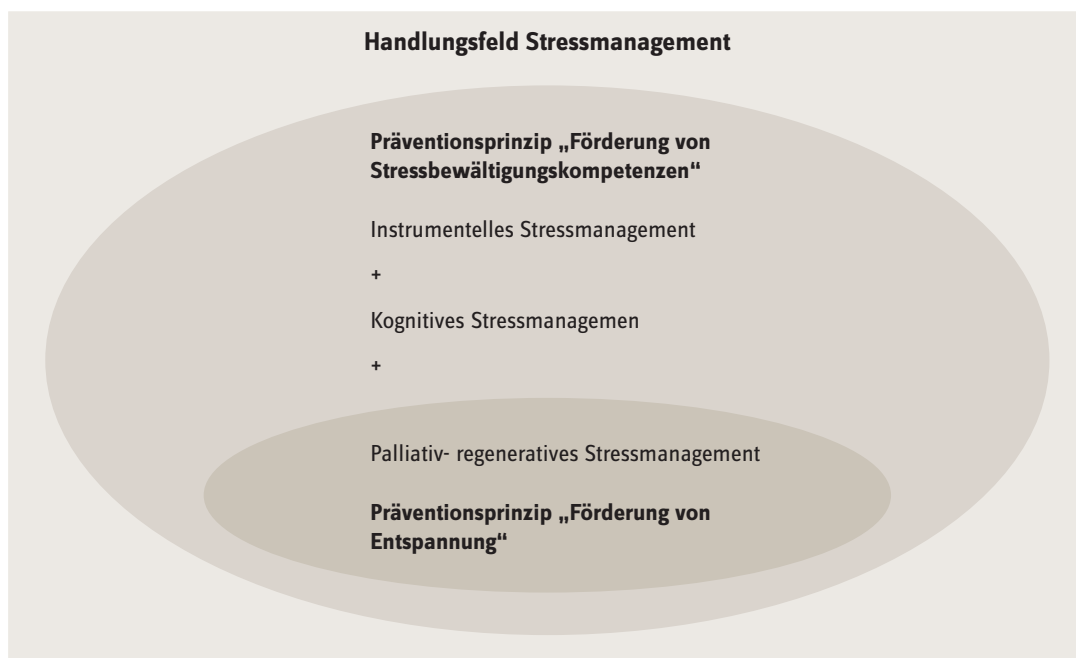 Handlungsfeld Stressmanagement
Präventionsprinzip „Förderung von
Stressbewältigungskompetenzen“
Instrumentelles Stressmanagement
+
Kognitives Stressmanagemen
+
Palliativ- regeneratives Stressmanagement
Präventionsprinzip „Förderung von
Entspannung“